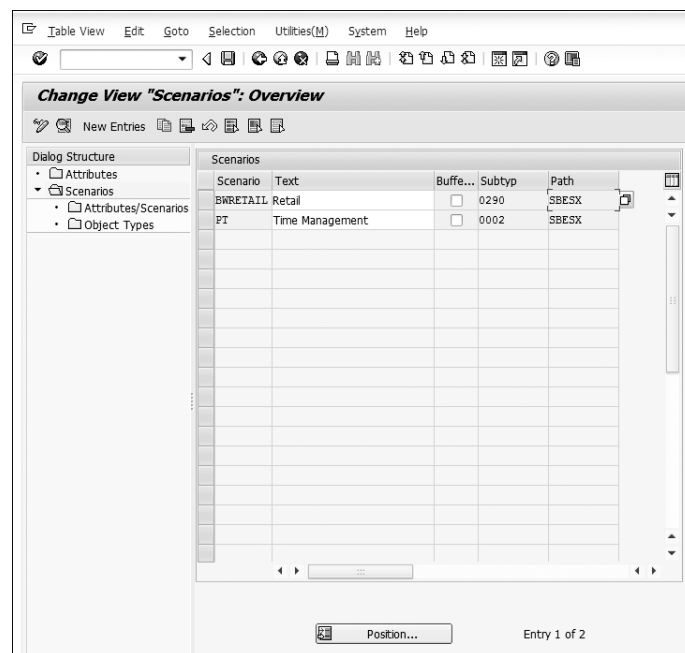 Table View Edit Goto Selection Utilities(M) System Help
Change View "Scenarios": Overview
New Entries
Dialog Structure
Attributes
Scenarios
Attributes/Scenarios
Object Types
Scenarios
Scenario Text Buffe... Subtyp Path
BWRETAIL Retail 0290 SBESX
PT Time Management 0002 SBESX
Position...
Entry 1 of 2